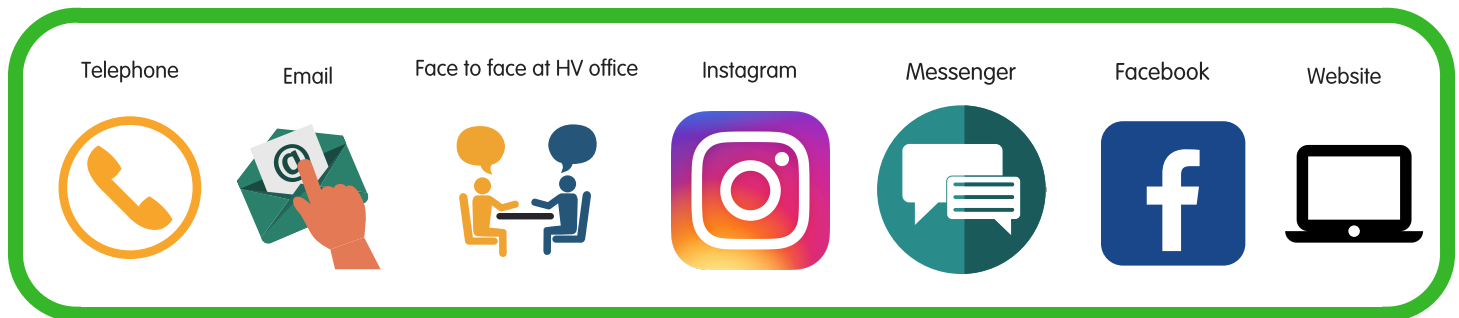 Telephone
Email
Face to face at HV office
Instagram
Messenger
Facebook
Website
@
f